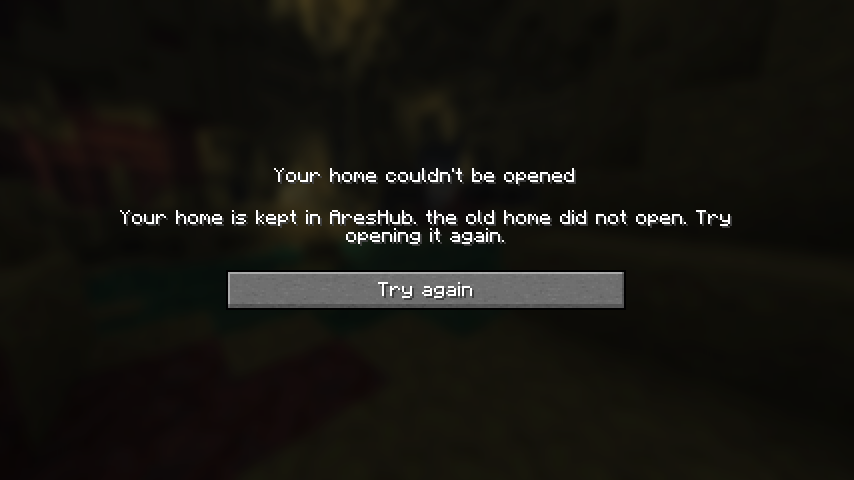 Your home couldn't be opened
Your home is kept in AresHub. the old home did not open. Try
opening it again.
Try again